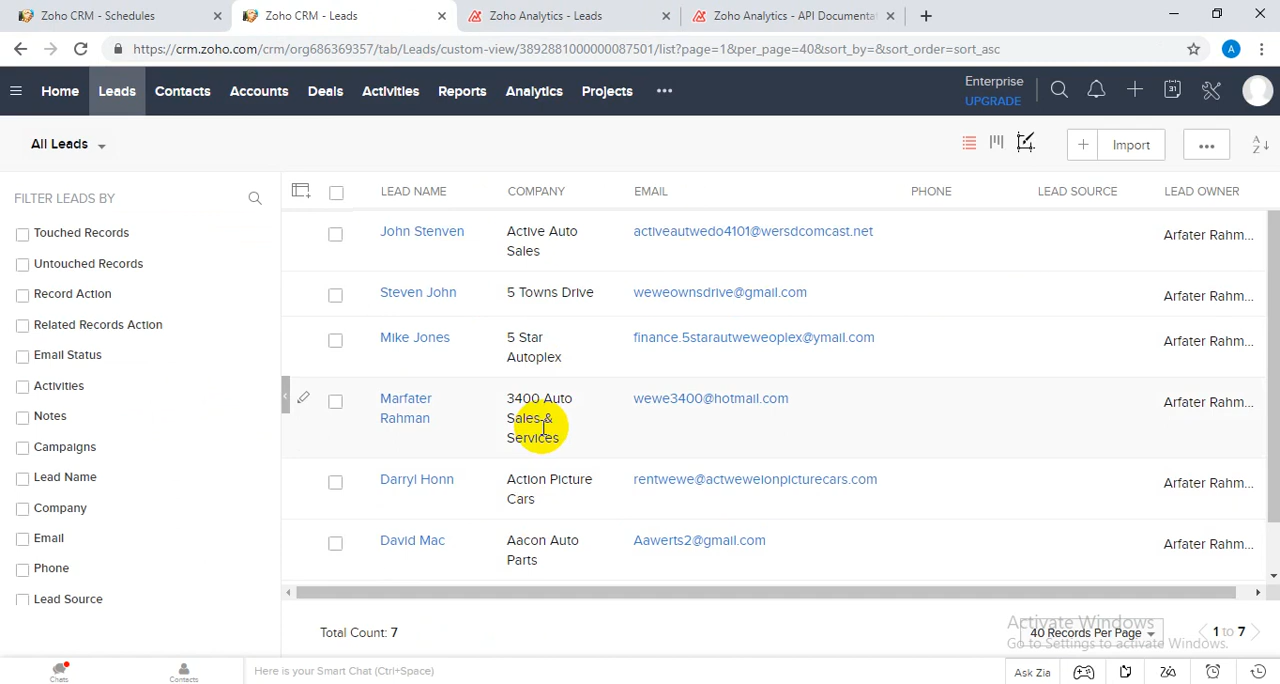 Zoho CRM - Schedules
Zoho CRM - Leads
Zoho Analytics - Leads
Zoho Analytics - API Documenta
https://crm.zoho.com/crm/org686369357/tab/Leads/custom-view/3892881000000087501/list?page=1&per_page=40&sort_by=&sort_order=sort_asc
A
Home Leads Contacts Accounts Deals Activities Reports Analytics Projects
Enterprise
UPGRADE
31
All Leads
Import
A
Z
FILTER LEADS BY
LEAD NAME COMPANY EMAIL PHONE LEAD SOURCE LEAD OWNER
Touched Records
Untouched Records
Record Action
Related Records Action
Email Status
Activities
Notes
Campaigns
Lead Name
Company
Email
Phone
Lead Source
John Stenven Active Auto activeautwedo4101@wersdcomcast.net Arfater Rahm...
Sales
Steven John 5 Towns Drive weweownsdrive@gmail.com Arfater Rahm...
Mike Jones 5 Star finance.5starautweweoplex@ymail.com Arfater Rahm...
Autoplex
Marfater 3400 Auto wewe3400@hotmail.com Arfater Rahm...
Rahman Sales &
Services
Darryl Honn Action Picture rentwewe@actwewelonpicturecars.com Arfater Rahm...
Cars
David Mac Aacon Auto Aawerts2@gmail.com Arfater Rahm...
Parts
Total Count: 7
40 Records Per Page
1 to 7
Activate Windows
Go to Settings to activate Windows.
Chats
Contacts
Here is your Smart Chat (Ctrl+Space)
Ask Zia